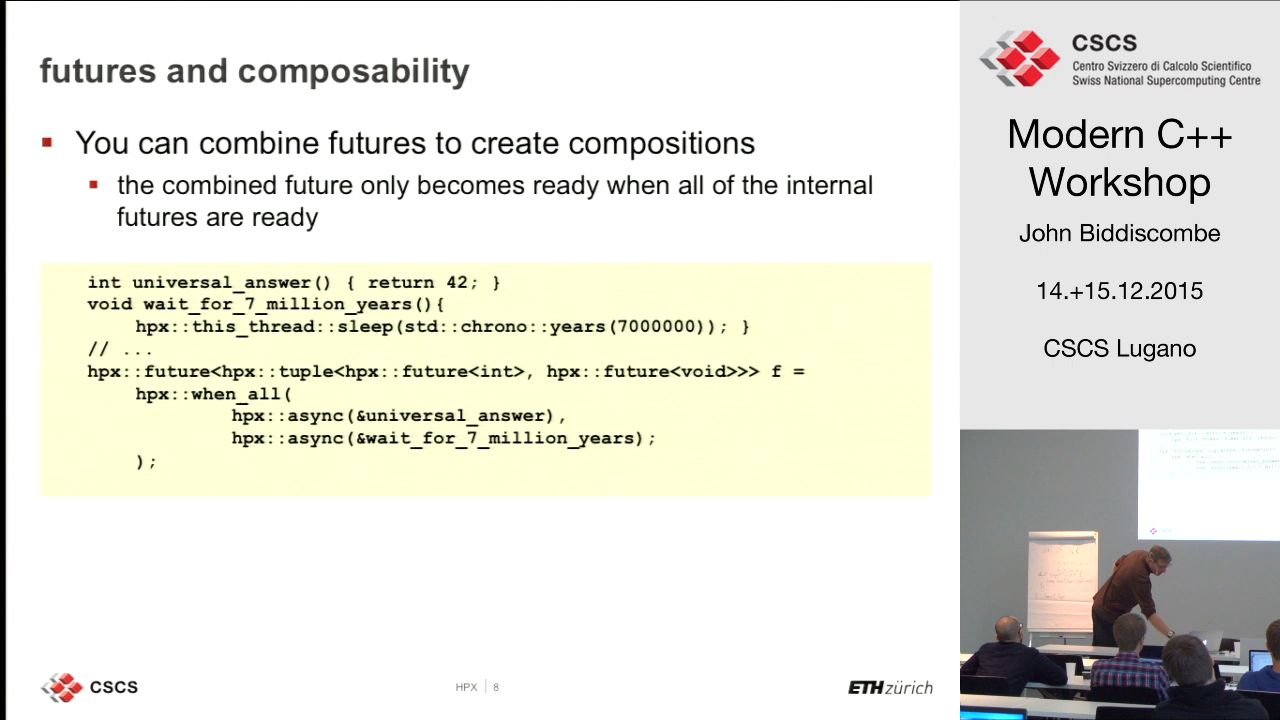 futures and composability
You can combine futures to create compositions
the combined future only becomes ready when all of the internal
futures are ready
int universal_answer() { return 42; }
void wait_for_7_million_years(){
hpx::this_thread::sleep(std::chrono::years(7000000)); }
// ...
hpx::future<hpx::tuple<hpx::future<int>, hpx::future<void>>> f =
hpx::when_all(
hpx::async(&universal_answer),
hpx::async(&wait_for_7_million_years);
);
CSCS
HPX | 8
ETH zürich
CSCS
Centro Svizzero di Calcolo Scientifico
Swiss National Supercomputing Centre
Modern C++
Workshop
John Biddiscombe
14.+15.12.2015
CSCS Lugano